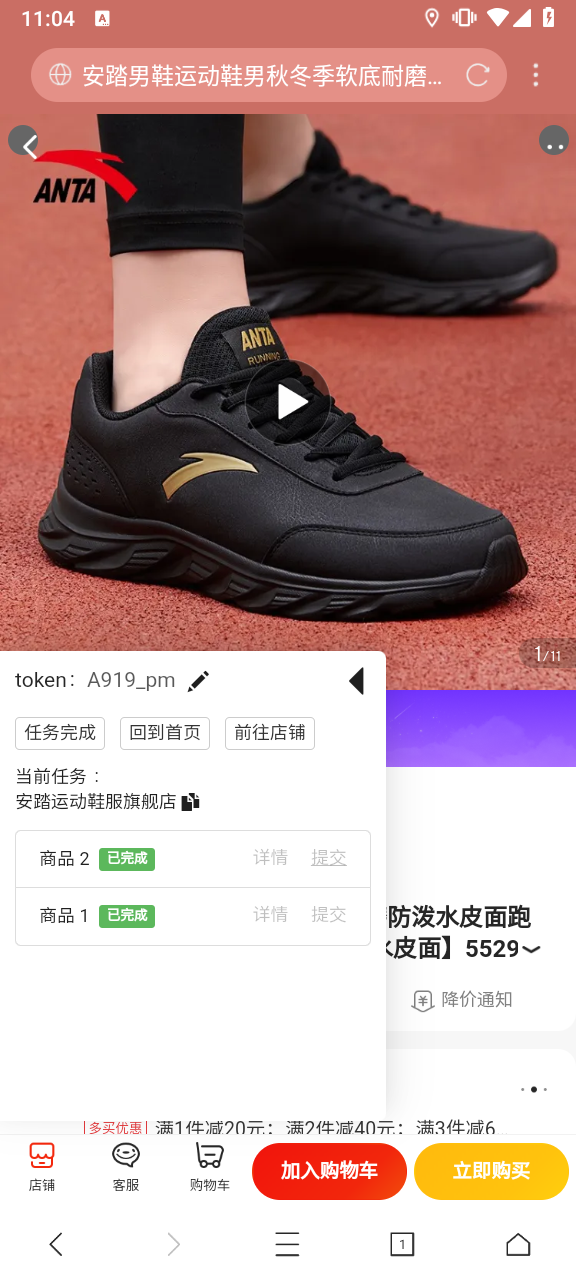 11:04
A
安踏男鞋运动鞋男秋冬季软底耐磨...
ANTA
ANTA
RUNNING
1/11
token： A919_pm
任务完成 回到首页 前往店铺
当前任务：
安踏运动鞋服旗舰店
商品 2 已完成 详情 提交
商品 1 已完成 详情 提交
防泼水皮面跑
皮面】5529
降价通知
多买优惠 满1件减20元；满2件减40元；满3件减6...
店铺 客服 购物车 加入购物车 立即购买
1